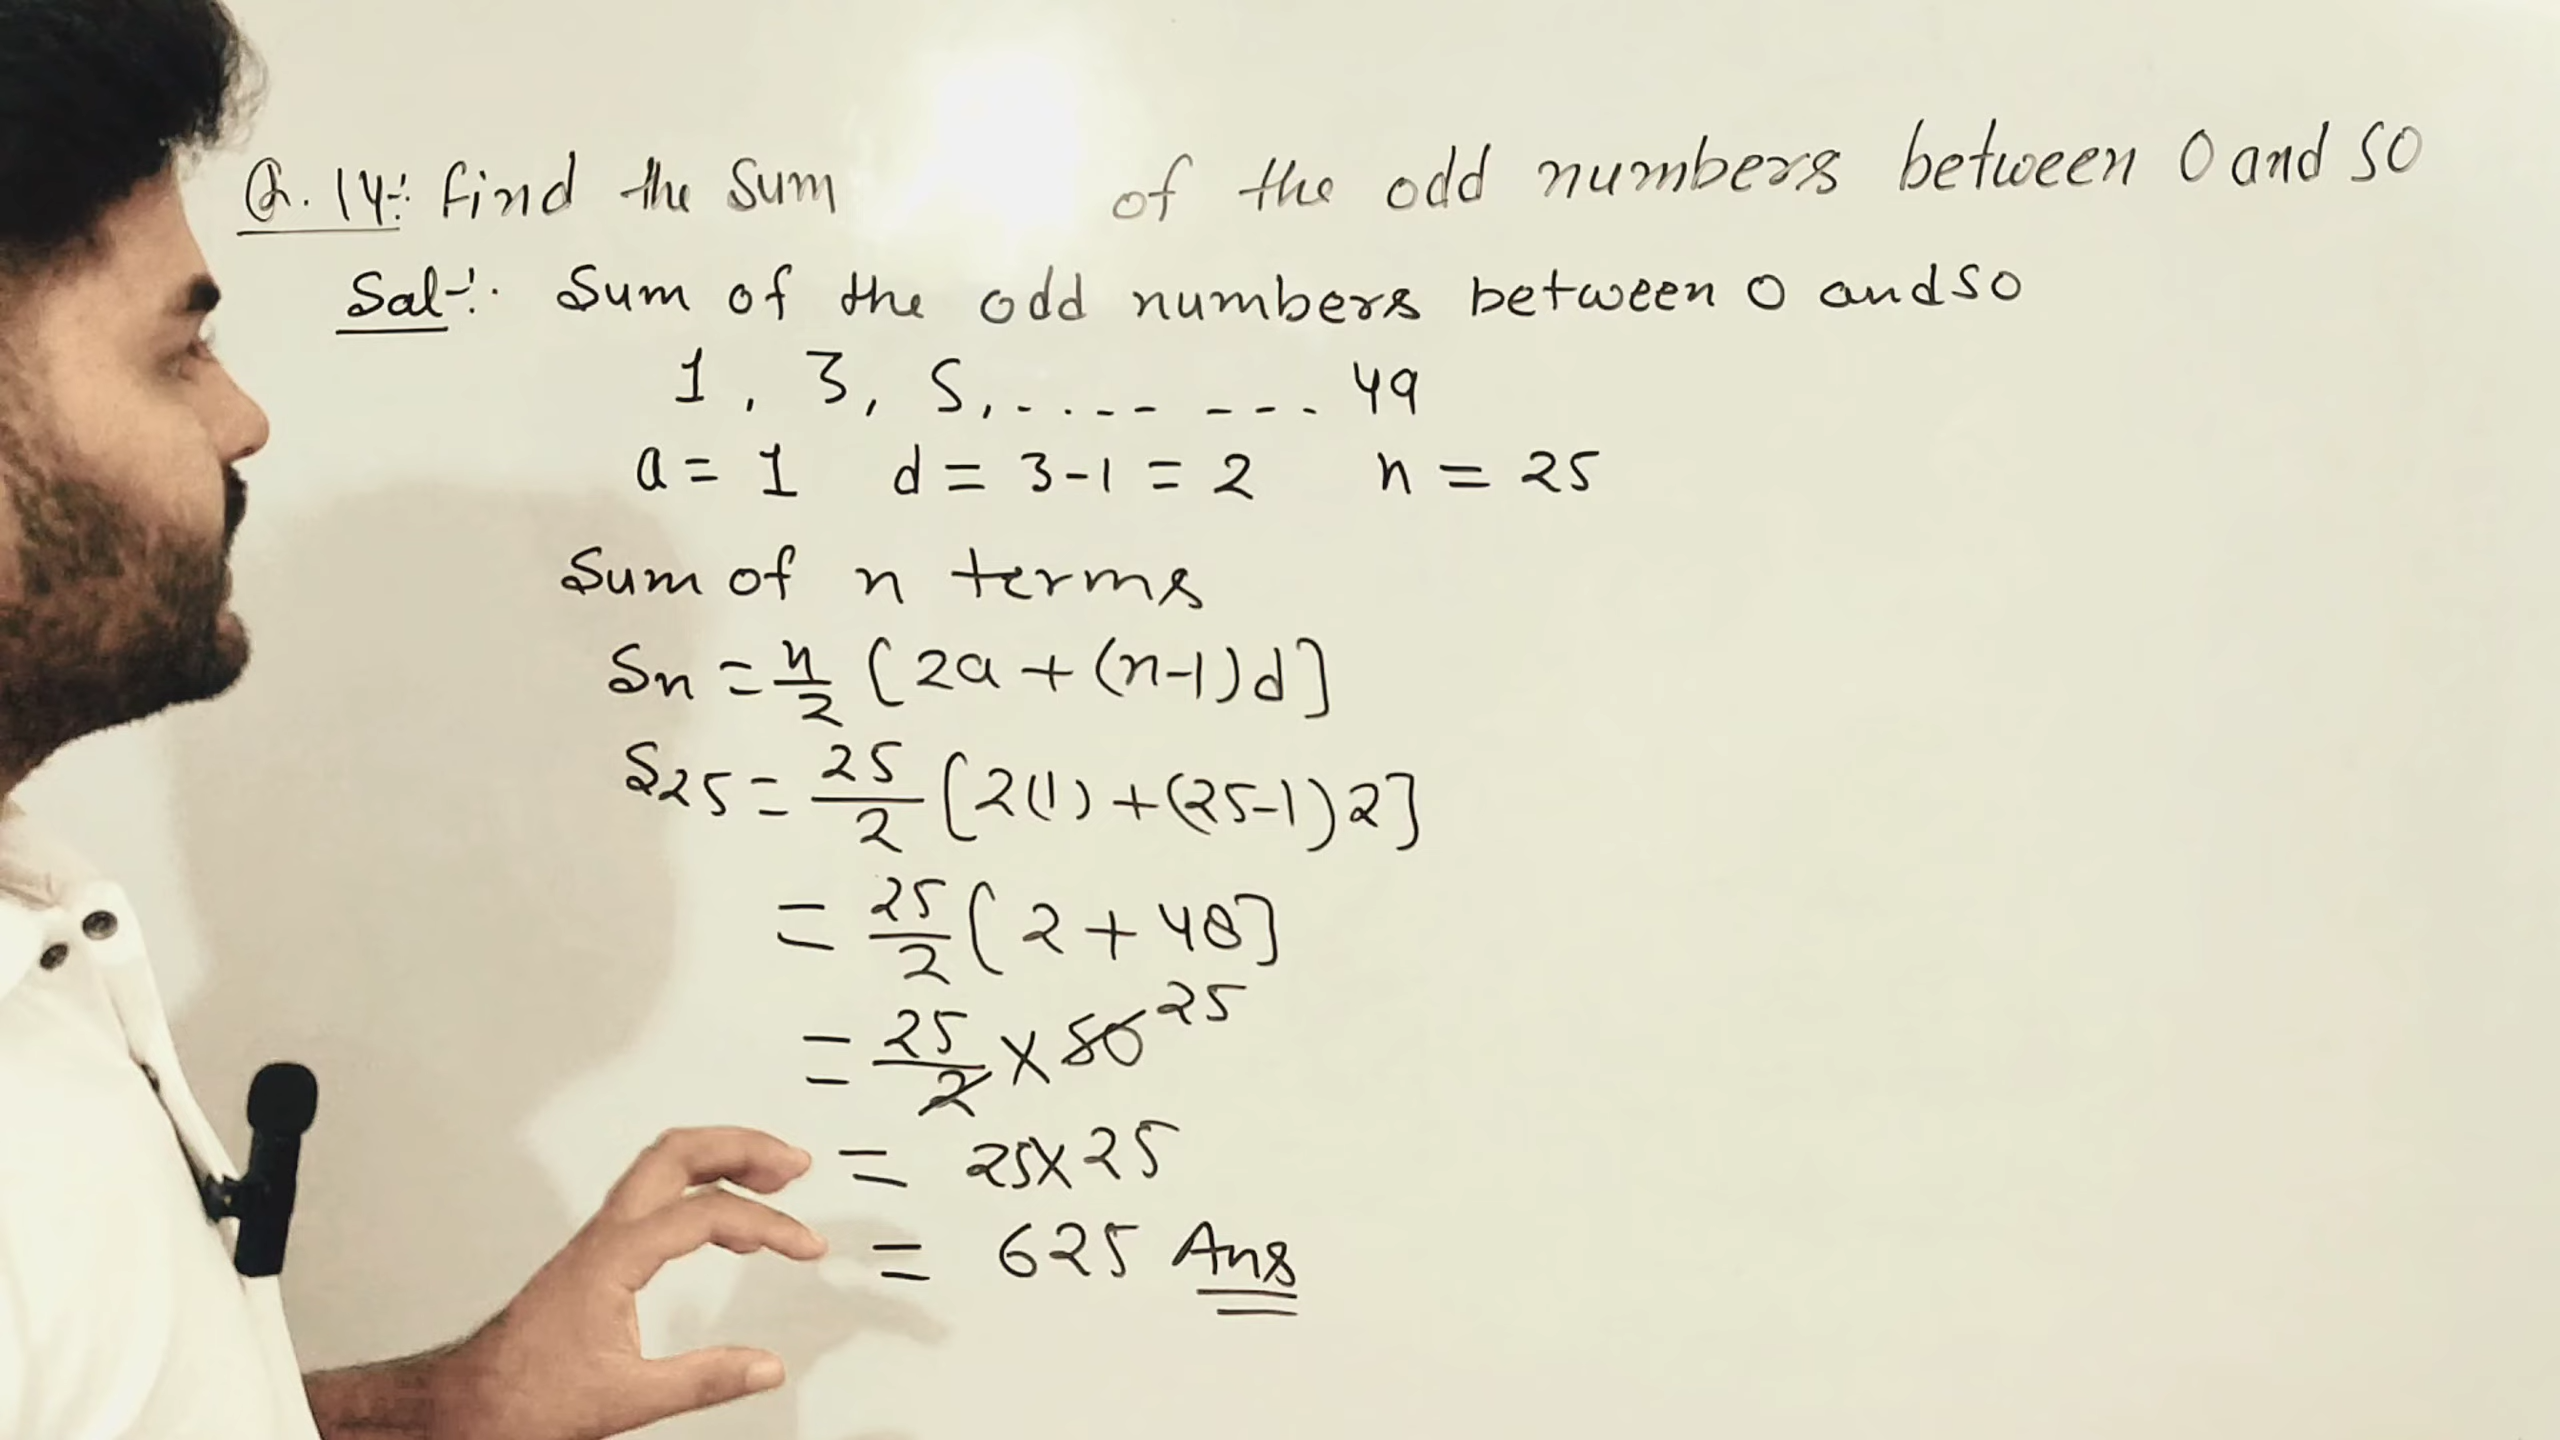 Q.14:- Find the Sum of the odd numbers between 0 and 50
Sol:- Sum of the odd numbers between 0 and 50
1, 3, 5, ........ 49
a = 1 d = 3-1 = 2 n = 25
Sum of n terms
Sn = n/2 [2a + (n-1)d]
S25 = 25/2 [2(1) + (25-1)2]
= 25/2 [2 + 48]
= 25/2 × 50 25
= 25×25
= 625 Ans